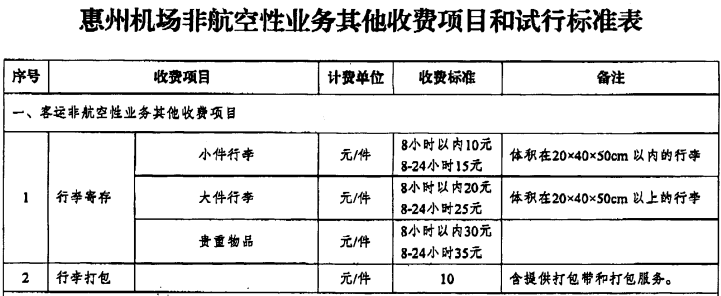 惠州机场非航空性业务其他收费项目和试行标准表
序号 收费项目 计费单位 收费标准 备注
一、客运非航空性业务其他收费项目
1 行李寄存 小件行李 元/件 8小时以内10元 8-24小时15元 体积在20×40×50cm 以内的行李
大件行李 元/件 8小时以内20元 8-24小时25元 体积在20×40×50cm 以上的行李
贵重物品 元/件 8小时以内30元 8-24小时35元
2 行李打包 元/件 10 含提供打包带和打包服务。